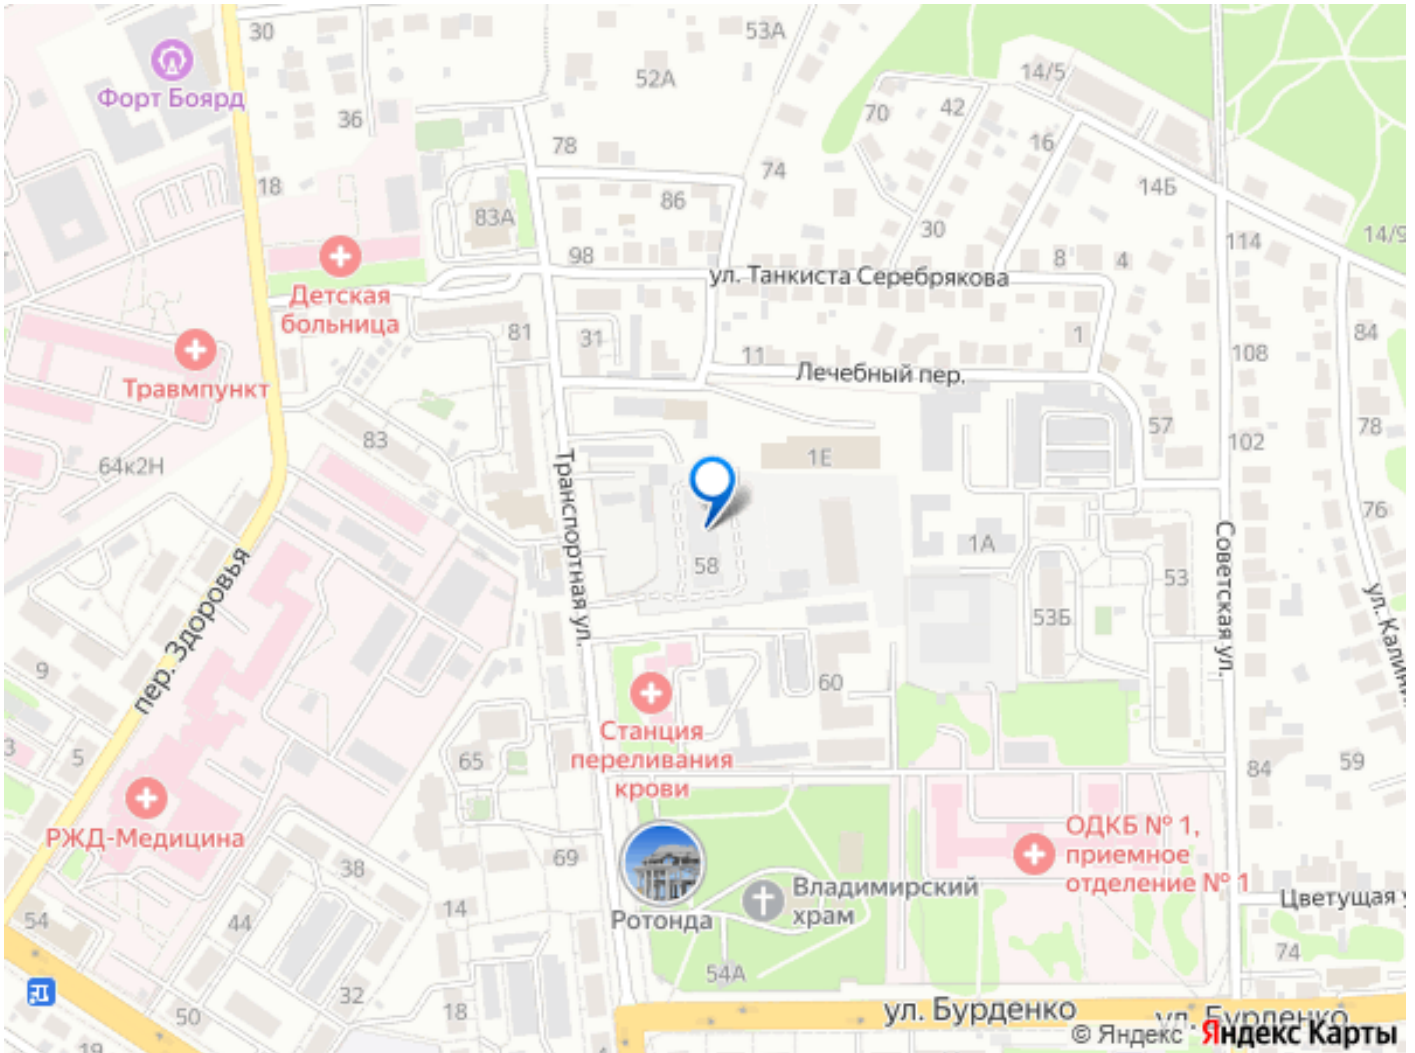 30
53А
52А
Форт Боярд
36
14/5
42
70
16
78
74
14Б
18
86
83А
30
114
14/9
98
8
4
ул. Танкиста Серебрякова
Детская
больница
81
31
1
84
11
108
Лечебный пер.
Травмпункт
57
78
83
102
1Е
64к2Н
76
Транспортная ул.
1А
Советская ул.
58
53
пер. Здоровья
53Б
ул. Калини
9
60
Станция
переливания
крови
3
5
65
84
59
РЖД-Медицина
ОДКБ № 1,
приемное
отделение № 1
38
69
Владимирский
храм
Цветущая у
54
44
14
Ротонда
74
54А
32
18
50
19
ул. Бурденко
ул. Бурденко
© Яндекс Яндекс Карты